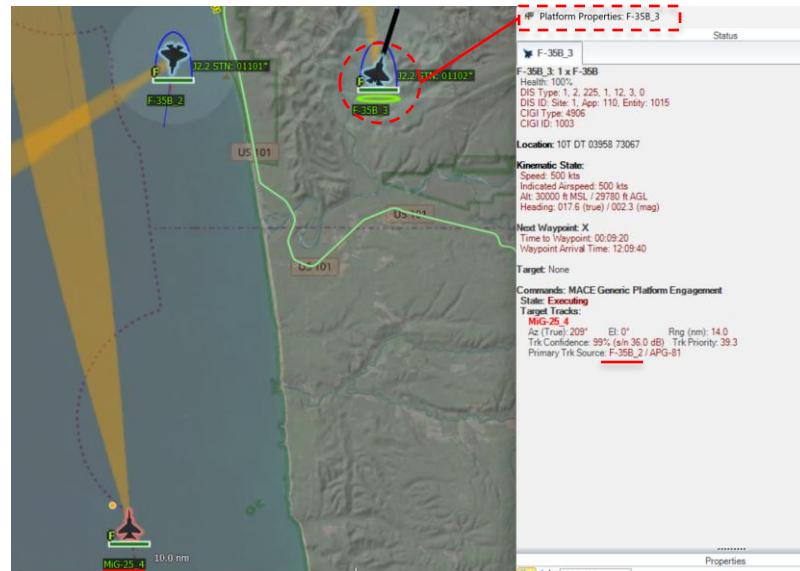 J2.2 STN: 01101*
F-35B_2
J2.2 STN: 01102*
F-35B_3
US 101
US 101
US 101
MiG-25_4
10.0 nm
Platform Properties: F-35B_3
Status
F-35B_3
F-35B_3: 1 x F-35B
Health: 100%
DIS Type: 1, 2, 225, 1, 12, 3, 0
DIS ID: Site: 1, App: 110, Entity: 1015
CIGI Type: 4906
CIGI ID: 1003
Location: 10T DT 03958 73067
Kinematic State:
Speed: 500 kts
Indicated Airspeed: 500 kts
Alt: 30000 ft MSL / 29780 ft AGL
Heading: 017.6 (true) / 002.3 (mag)
Next Waypoint: X
Time to Waypoint: 00:09:20
Waypoint Arrival Time: 12:09:40
Target: None
Commands: MACE Generic Platform Engagement
State: Executing
Target Tracks:
MiG-25_4
Az (True): 209° El: 0° Rng (nm): 14.0
Trk Confidence: 99% (s/n 36.0 dB) Trk Priority: 39.3
Primary Trk Source: F-35B_2 / APG-81
Properties